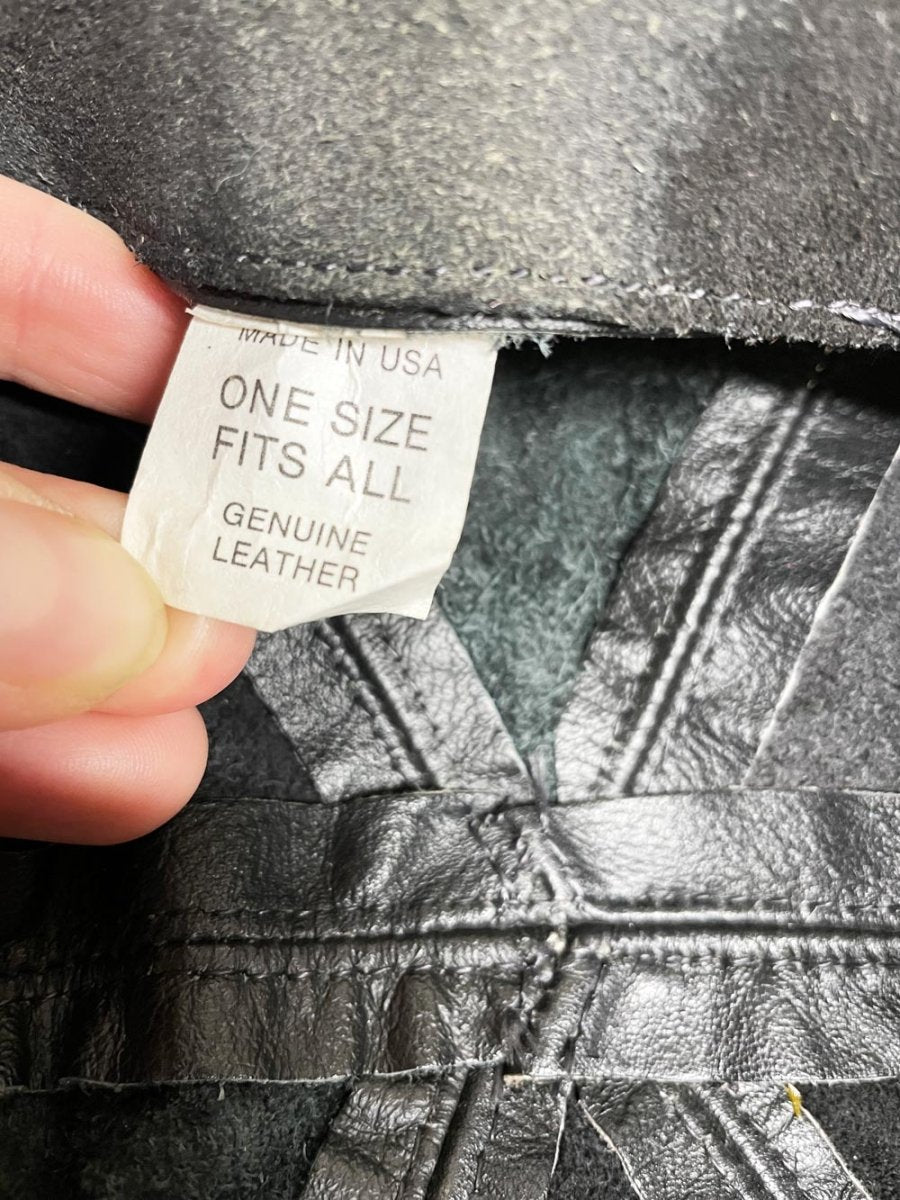 MADE IN USA
ONE SIZE
FITS ALL
GENUINE
LEATHER